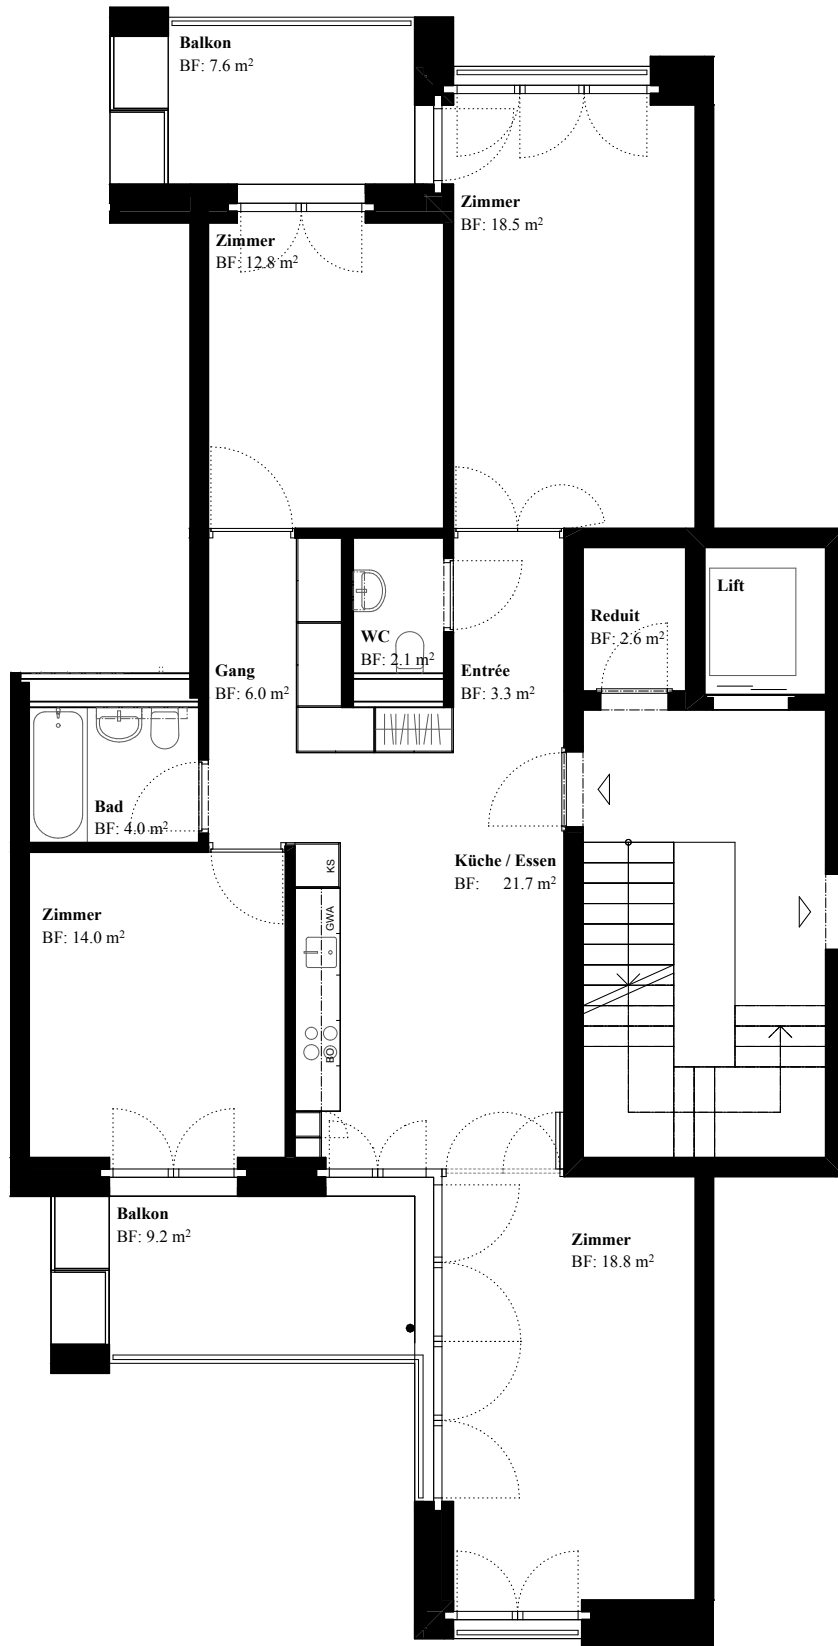 Balkon
BF: 7.6 m²
Zimmer
BF: 18.5 m²
Zimmer
BF: 12.8 m²
Lift
Reduit
BF: 2.6 m²
WC
BF: 2.1 m²
Gang
BF: 6.0 m²
Entrée
BF: 3.3 m²
Bad
BF: 4.0 m²
Küche / Essen
BF: 21.7 m²
KS
GWA
BO
Zimmer
BF: 14.0 m²
Balkon
BF: 9.2 m²
Zimmer
BF: 18.8 m²